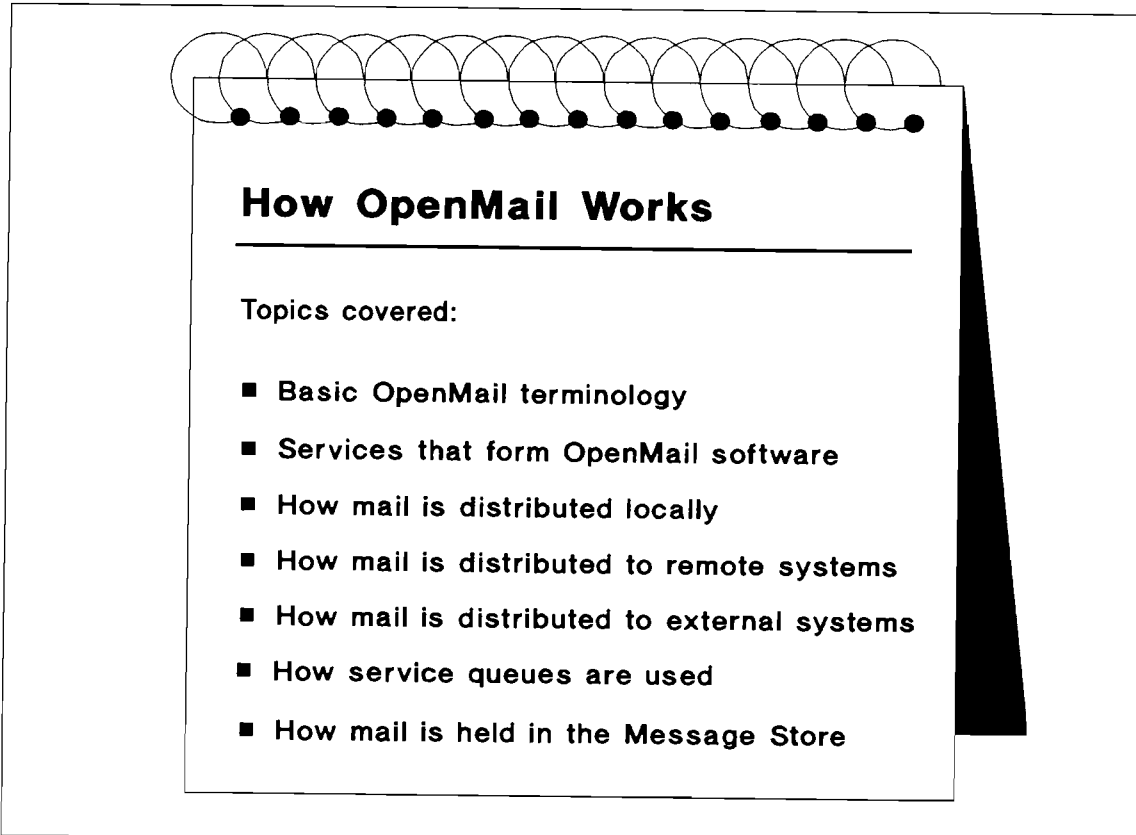 How OpenMail Works
Topics covered:
■ Basic OpenMail terminology
■ Services that form OpenMail software
■ How mail is distributed locally
■ How mail is distributed to remote systems
■ How mail is distributed to external systems
■ How service queues are used
■ How mail is held in the Message Store